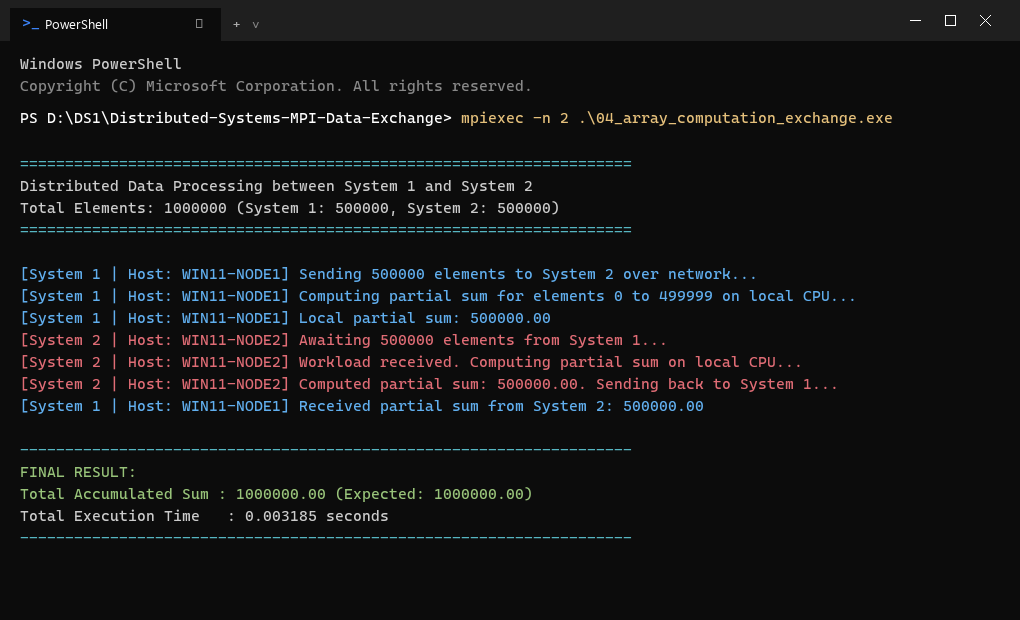 >_ PowerShell
+ v
Windows PowerShell
Copyright (C) Microsoft Corporation. All rights reserved.
PS D:\DS1\Distributed-Systems-MPI-Data-Exchange> mpiexec -n 2 .\04_array_computation_exchange.exe
====================================================================
Distributed Data Processing between System 1 and System 2
Total Elements: 1000000 (System 1: 500000, System 2: 500000)
====================================================================
[System 1 | Host: WIN11-NODE1] Sending 500000 elements to System 2 over network...
[System 1 | Host: WIN11-NODE1] Computing partial sum for elements 0 to 499999 on local CPU...
[System 1 | Host: WIN11-NODE1] Local partial sum: 500000.00
[System 2 | Host: WIN11-NODE2] Awaiting 500000 elements from System 1...
[System 2 | Host: WIN11-NODE2] Workload received. Computing partial sum on local CPU...
[System 2 | Host: WIN11-NODE2] Computed partial sum: 500000.00. Sending back to System 1...
[System 1 | Host: WIN11-NODE1] Received partial sum from System 2: 500000.00
--------------------------------------------------------------------
FINAL RESULT:
Total Accumulated Sum : 1000000.00 (Expected: 1000000.00)
Total Execution Time   : 0.003185 seconds
--------------------------------------------------------------------